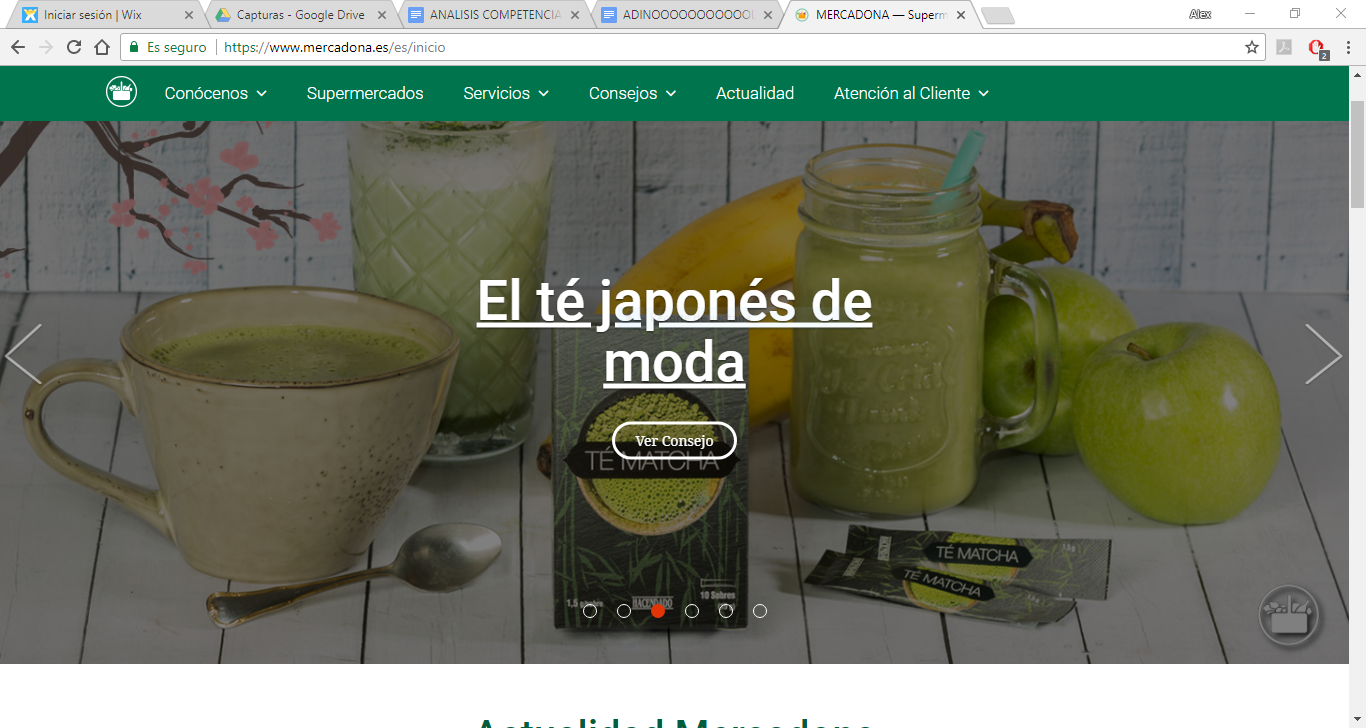 Iniciar sesión | Wix
Capturas - Google Drive
ANALISIS COMPETENCIA
ADINOOOOOOOOOOO
MERCADONA — Superm
Alex
Es seguro
https://www.mercadona.es/es/inicio
2
Conócenos
Supermercados
Servicios
Consejos
Actualidad
Atención al Cliente
El té japonés de
moda
Ver Consejo
TÉ MATCHA
TÉ MATCHA
TÉ MATCHA
10 Sobres
HACENDADO
Actualidad Mercadona